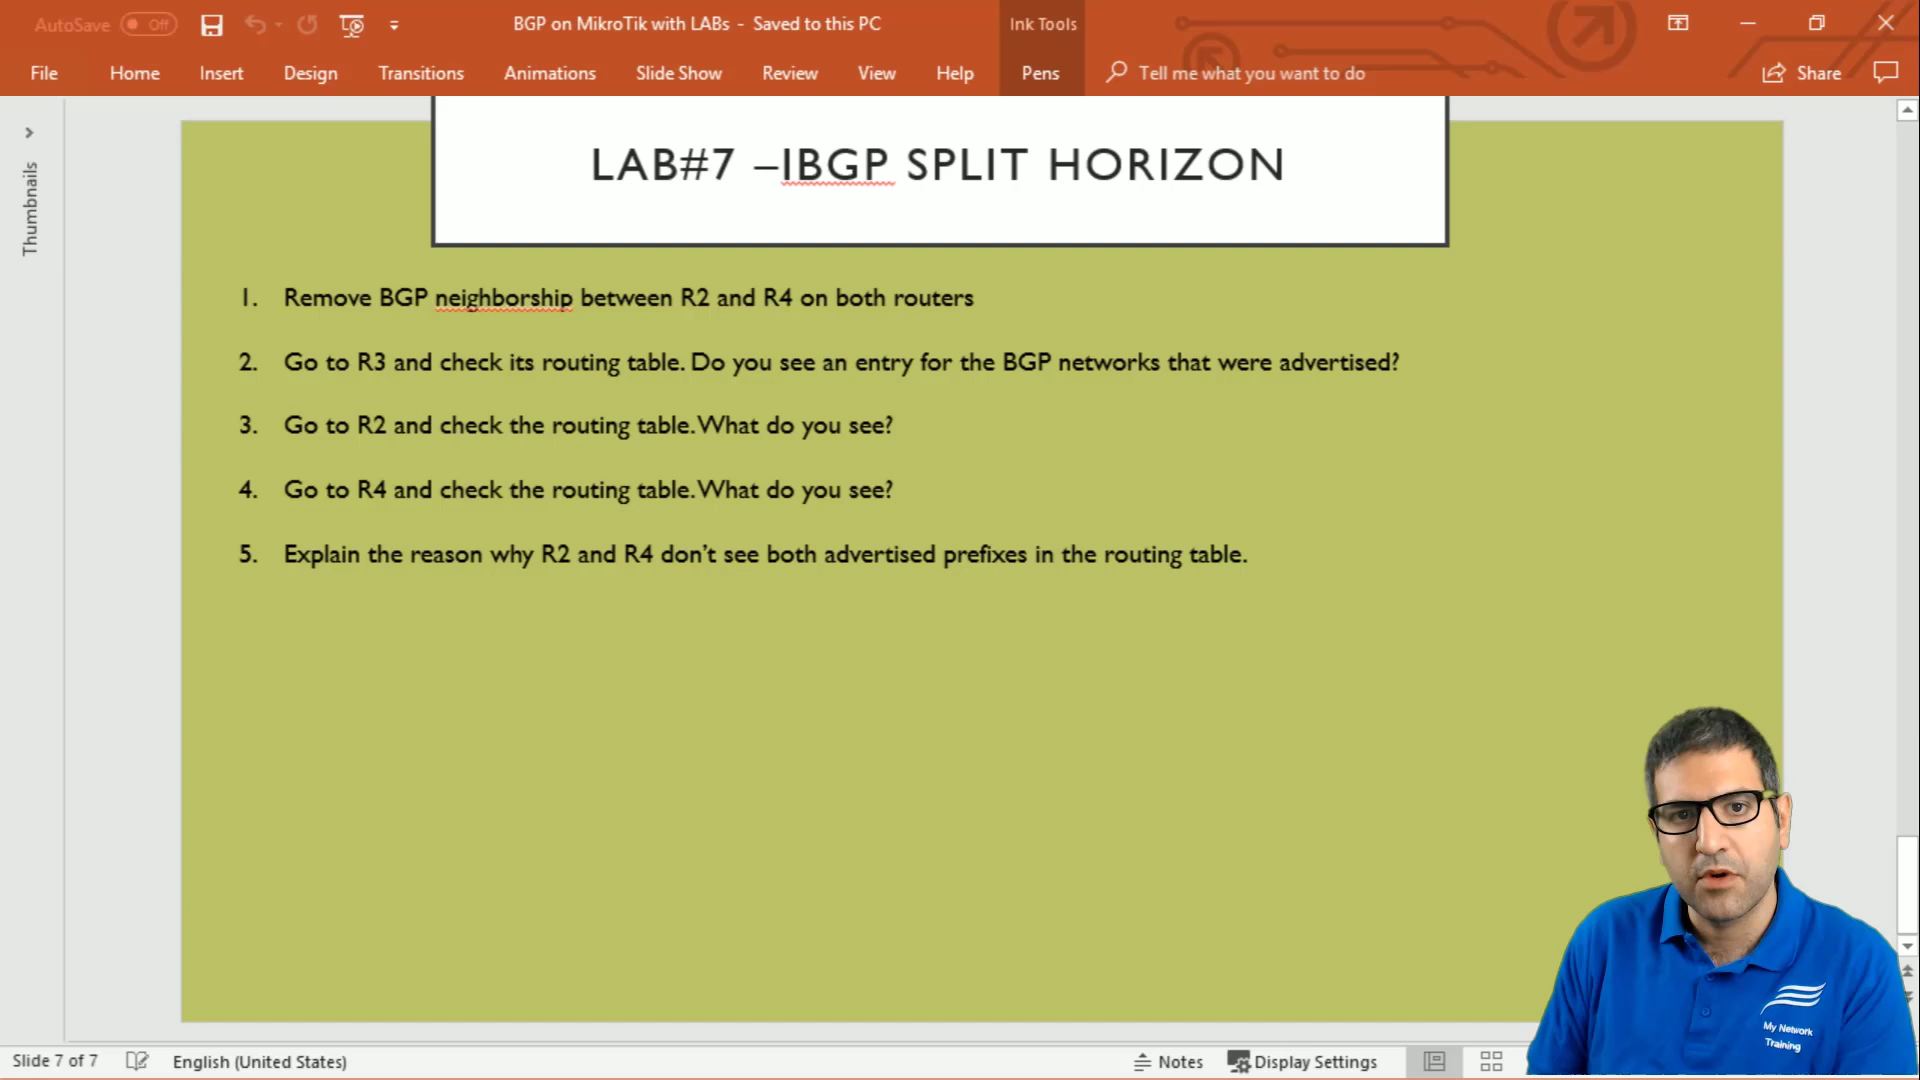 AutoSave Off
BGP on MikroTik with LABs - Saved to this PC
Ink Tools
File Home Insert Design Transitions Animations Slide Show Review View Help Pens Tell me what you want to do Share
Thumbnails
LAB#7 –IBGP SPLIT HORIZON
1. Remove BGP neighborship between R2 and R4 on both routers
2. Go to R3 and check its routing table. Do you see an entry for the BGP networks that were advertised?
3. Go to R2 and check the routing table. What do you see?
4. Go to R4 and check the routing table. What do you see?
5. Explain the reason why R2 and R4 don’t see both advertised prefixes in the routing table.
My Network
Training
Slide 7 of 7 English (United States) Notes Display Settings